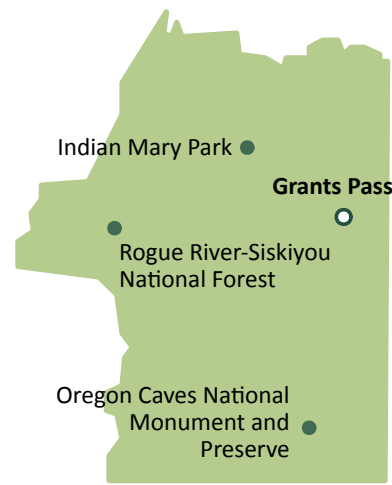 Indian Mary Park
Grants Pass
Rogue River-Siskiyou
National Forest
Oregon Caves National
Monument and
Preserve